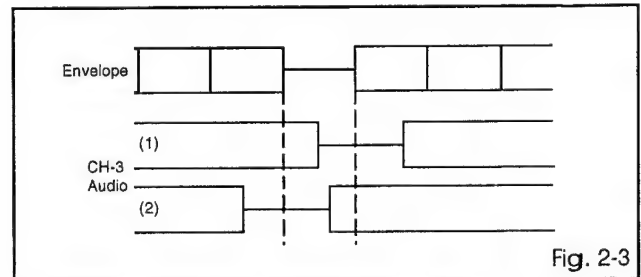 Envelope
(1)
CH-3
Audio
(2)
Fig. 2-3